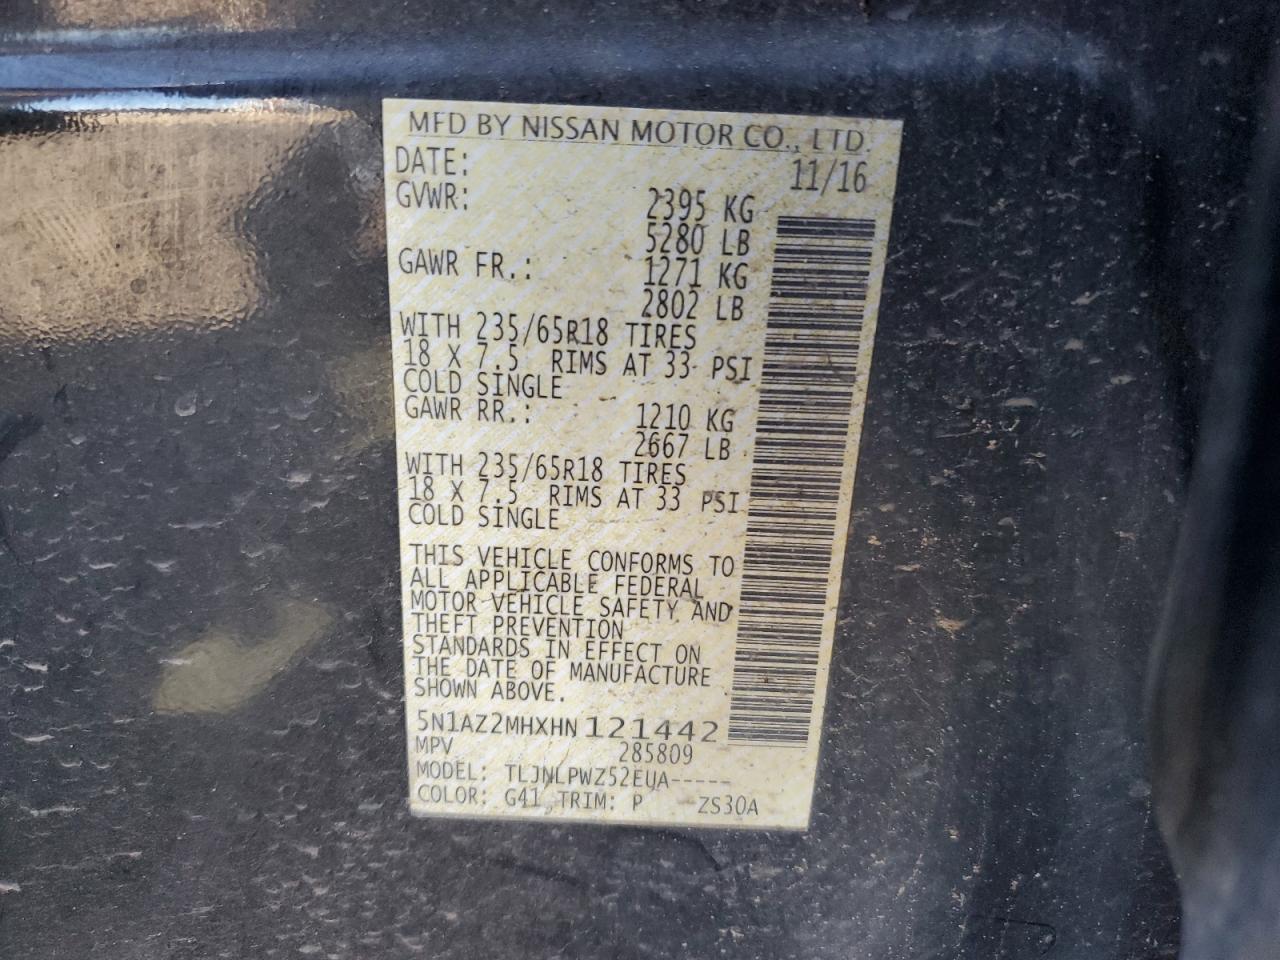 MFD BY NISSAN MOTOR CO., LTD.
DATE: 11/16
GVWR: 2395 KG
5280 LB
GAWR FR.: 1271 KG
2802 LB
WITH 235/65R18 TIRES
18 X 7.5 RIMS AT 33 PSI
COLD SINGLE
GAWR RR.: 1210 KG
2667 LB
WITH 235/65R18 TIRES
18 X 7.5 RIMS AT 33 PSI
COLD SINGLE
THIS VEHICLE CONFORMS TO
ALL APPLICABLE FEDERAL
MOTOR VEHICLE SAFETY AND
THEFT PREVENTION
STANDARDS IN EFFECT ON
THE DATE OF MANUFACTURE
SHOWN ABOVE.
5N1AZ2MHXHN 121442
MPV 285809
MODEL: TLJNLPWZ52EUA-----
COLOR: G41 TRIM: P ZS30A